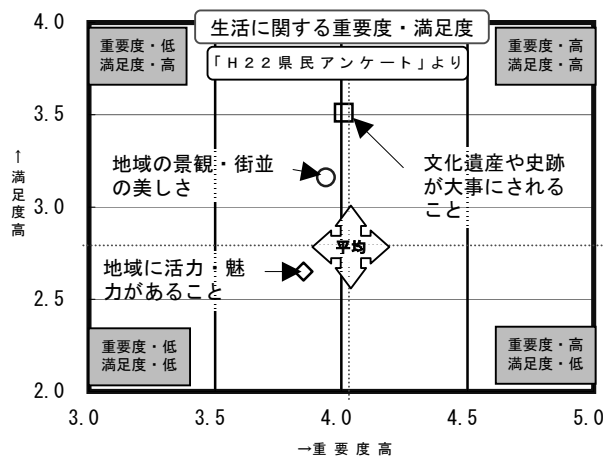 生活に関する重要度・満足度
「H22県民アンケート」より
重要度・低
満足度・高
重要度・高
満足度・高
4.0
3.5
3.0
2.5
2.0
↑満足度高
地域の景観・街並
の美しさ
文化遺産や史跡
が大事にされる
こと
平均
地域に活力・魅
力があること
重要度・低
満足度・低
重要度・高
満足度・低
3.0
3.5
4.0
4.5
5.0
→重要度高